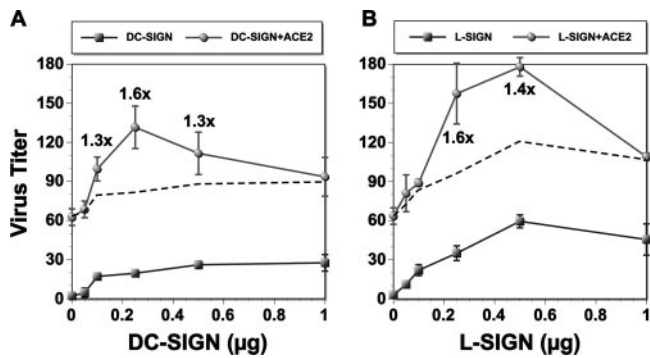 A
DC-SIGN DC-SIGN+ACE2
Virus Titer
180
150
120
90
60
30
0
1.3x
1.6x
1.3x
0 0.2 0.4 0.6 0.8 1
DC-SIGN (µg)
B
L-SIGN L-SIGN+ACE2
180
150
120
90
60
30
0
1.6x
1.4x
0 0.2 0.4 0.6 0.8 1
L-SIGN (µg)